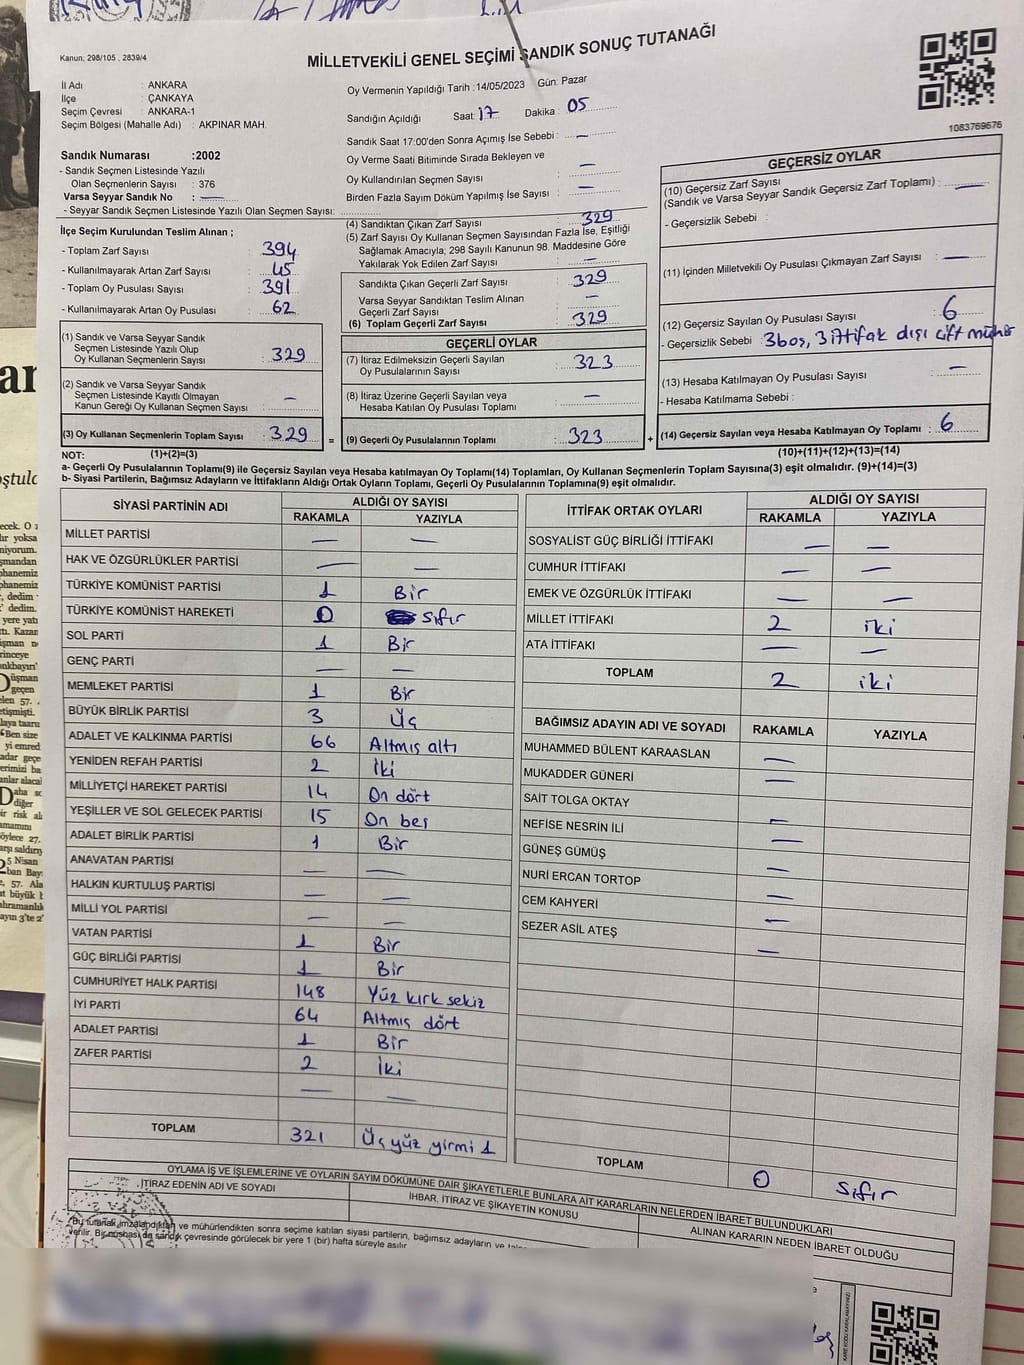 Kanun, 298/105 , 2839/4
MİLLETVEKİLİ GENEL SEÇİMİ SANDIK SONUÇ TUTANAĞI
1083769676
İl Adı : ANKARA
İlçe : ÇANKAYA
Seçim Çevresi : ANKARA-1
Seçim Bölgesi (Mahalle Adı) : AKPINAR MAH.
Oy Vermenin Yapıldığı Tarih : 14/05/2023 Gün: Pazar
Sandığın Açıldığı Saat : 17 Dakika : 05
Sandık Saat 17:00'den Sonra Açımış İse Sebebi : —
Oy Verme Saati Bitiminde Sırada Bekleyen ve
Oy Kullandırılan Seçmen Sayısı : —
Birden Fazla Sayım Döküm Yapılmış İse Sayısı : —
Sandık Numarası :2002
- Sandık Seçmen Listesinde Yazılı
Olan Seçmenlerin Sayısı : 376
Varsa Seyyar Sandık No : —
- Seyyar Sandık Seçmen Listesinde Yazılı Olan Seçmen Sayısı:
İlçe Seçim Kurulundan Teslim Alınan ;
- Toplam Zarf Sayısı : 394
- Kullanılmayarak Artan Zarf Sayısı : 45
- Toplam Oy Pusulası Sayısı : 391
- Kullanılmayarak Artan Oy Pusulası : 62
(1) Sandık ve Varsa Seyyar Sandık
Seçmen Listesinde Yazılı Olup
Oy Kullanan Seçmenlerin Sayısı : 329
(2) Sandık ve Varsa Seyyar Sandık
Seçmen Listesinde Kayıtlı Olmayan
Kanun Gereği Oy Kullanan Seçmen Sayısı : —
(3) Oy Kullanan Seçmenlerin Toplam Sayısı : 329
(1)+(2)=(3)
(4) Sandıktan Çıkan Zarf Sayısı : 329
(5) Zarf Sayısı Oy Kullanan Seçmen Sayısından Fazla İse, Eşitliği
Sağlamak Amacıyla; 298 Sayılı Kanunun 98. Maddesine Göre
Yakılarak Yok Edilen Zarf Sayısı : —
Sandıkta Çıkan Geçerli Zarf Sayısı : 329
Varsa Seyyar Sandıktan Teslim Alınan
Geçerli Zarf Sayısı : —
(6) Toplam Geçerli Zarf Sayısı : 329
GEÇERLİ OYLAR
(7) İtiraz Edilmeksizin Geçerli Sayılan
Oy Pusulalarının Sayısı : 323
(8) İtiraz Üzerine Geçerli Sayılan veya
Hesaba Katılan Oy Pusulası Toplamı : —
= (9) Geçerli Oy Pusulalarının Toplamı : 323 +
GEÇERSİZ OYLAR
(10) Geçersiz Zarf Sayısı
(Sandık ve Varsa Seyyar Sandık Geçersiz Zarf Toplamı) : —
- Geçersizlik Sebebi :
(11) İçinden Milletvekili Oy Pusulası Çıkmayan Zarf Sayısı : —
(12) Geçersiz Sayılan Oy Pusulası Sayısı : 6
- Geçersizlik Sebebi : 3 boş, 3 ittifak dışı çift mühür
(13) Hesaba Katılmayan Oy Pusulası Sayısı : —
- Hesaba Katılmama Sebebi :
(14) Geçersiz Sayılan veya Hesaba Katılmayan Oy Toplamı : 6
(10)+(11)+(12)+(13)=(14)
NOT:
a- Geçerli Oy Pusulalarının Toplamı(9) ile Geçersiz Sayılan veya Hesaba katılmayan Oy Toplamı(14) Toplamları, Oy Kullanan Seçmenlerin Toplam Sayısına(3) eşit olmalıdır. (9)+(14)=(3)
b- Siyasi Partilerin, Bağımsız Adayların ve İttifakların Aldığı Ortak Oyların Toplamı, Geçerli Oy Pusulalarının Toplamına(9) eşit olmalıdır.
SİYASİ PARTİNİN ADI ALDIĞI OY SAYISI
RAKAMLA YAZIYLA
MİLLET PARTİSİ — —
HAK VE ÖZGÜRLÜKLER PARTİSİ — —
TÜRKİYE KOMÜNİST PARTİSİ 1 Bir
TÜRKİYE KOMÜNİST HAREKETİ 0 Sıfır
SOL PARTİ 1 Bir
GENÇ PARTİ — —
MEMLEKET PARTİSİ 1 Bir
BÜYÜK BİRLİK PARTİSİ 3 Üç
ADALET VE KALKINMA PARTİSİ 66 Altmış altı
YENİDEN REFAH PARTİSİ 2 İki
MİLLİYETÇİ HAREKET PARTİSİ 14 On dört
YEŞİLLER VE SOL GELECEK PARTİSİ 15 On beş
ADALET BİRLİK PARTİSİ 1 Bir
ANAVATAN PARTİSİ — —
HALKIN KURTULUŞ PARTİSİ — —
MİLLİ YOL PARTİSİ — —
VATAN PARTİSİ 1 Bir
GÜÇ BİRLİĞİ PARTİSİ 1 Bir
CUMHURİYET HALK PARTİSİ 148 Yüz kırk sekiz
İYİ PARTİ 64 Altmış dört
ADALET PARTİSİ 1 Bir
ZAFER PARTİSİ 2 İki
— —
TOPLAM 321 Üç yüz yirmi 1
İTTİFAK ORTAK OYLARI ALDIĞI OY SAYISI
RAKAMLA YAZIYLA
SOSYALİST GÜÇ BİRLİĞİ İTTİFAKI — —
CUMHUR İTTİFAKI — —
EMEK VE ÖZGÜRLÜK İTTİFAKI — —
MİLLET İTTİFAKI 2 iki
ATA İTTİFAKI — —
TOPLAM 2 iki
BAĞIMSIZ ADAYIN ADI VE SOYADI RAKAMLA YAZIYLA
MUHAMMED BÜLENT KARAASLAN —
MUKADDER GÜNERİ —
SAİT TOLGA OKTAY —
NEFİSE NESRİN İLİ —
GÜNEŞ GÜMÜŞ —
NURİ ERCAN TORTOP —
CEM KAHYERİ —
SEZER ASİL ATEŞ —
TOPLAM 0 Sıfır
OYLAMA İŞ VE İŞLEMLERİNE VE OYLARIN SAYIM DÖKÜMÜNE DAİR ŞİKAYETLERLE BUNLARA AİT KARARLARIN NELERDEN İBARET BULUNDUKLARI
İTİRAZ EDENİN ADI VE SOYADI
İHBAR, İTİRAZ VE ŞİKAYETİN KONUSU
ALINAN KARARIN NEDEN İBARET OLDUĞU
Bu tutanak imzalandıktan ve mühürlendikten sonra seçime katılan siyasi partilerin, bağımsız adayların ve
verilir. Bir nüshası da sandık çevresinde görülecek bir yere 1 (bir) hafta süreyle asılır.